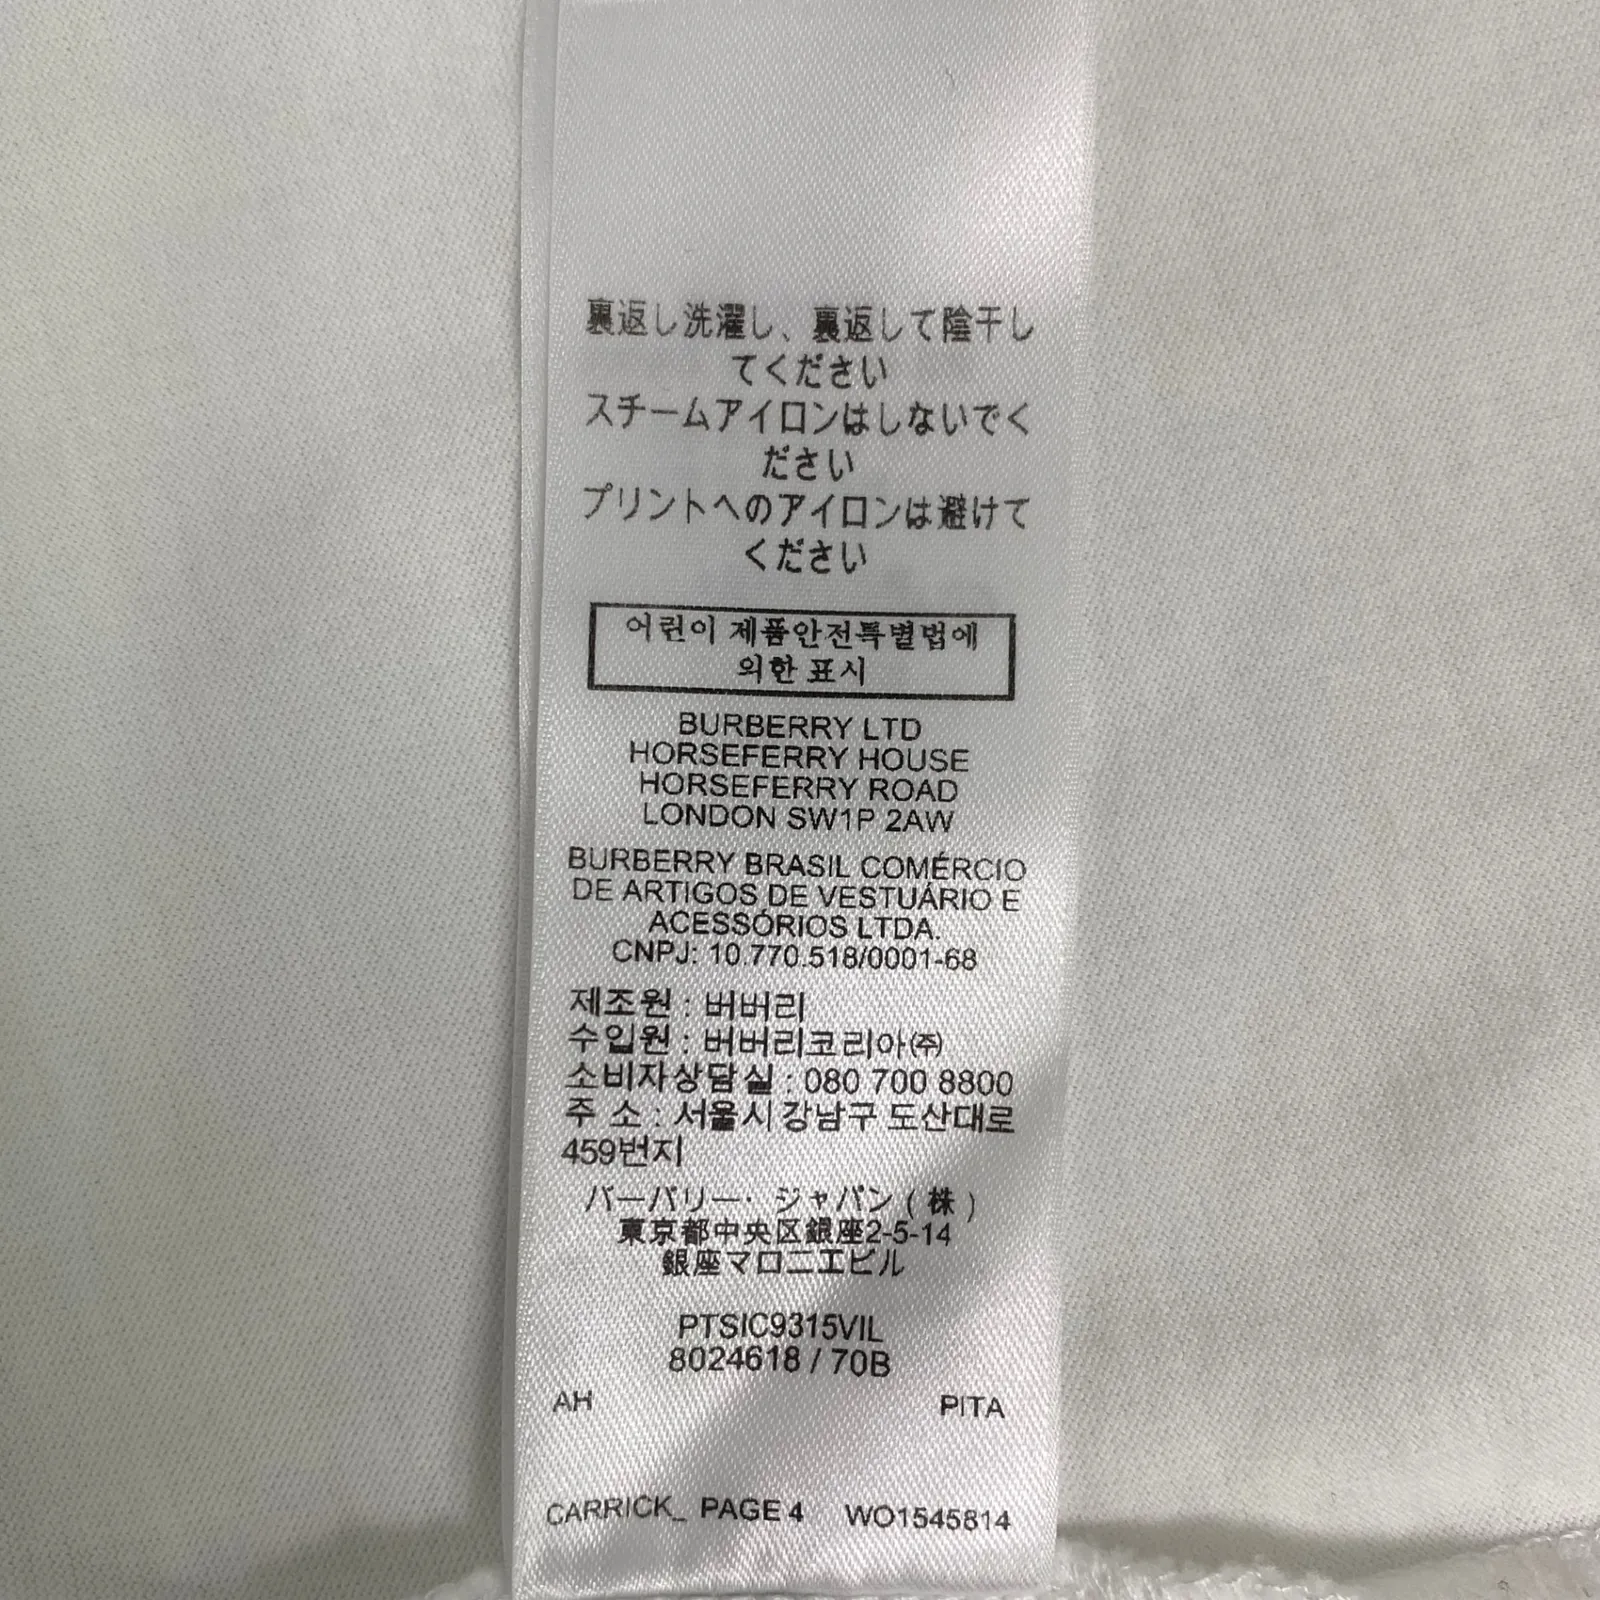 裏返し洗濯し、裏返して陰干し
てください
スチームアイロンはしないでく
ださい
プリントへのアイロンは避けて
ください
어린이 제품안전특별법에
의한 표시
BURBERRY LTD
HORSEFERRY HOUSE
HORSEFERRY ROAD
LONDON SW1P 2AW
BURBERRY BRASIL COMÉRCIO
DE ARTIGOS DE VESTUÁRIO E
ACESSÓRIOS LTDA.
CNPJ: 10.770.518/0001-68
제조원 : 버버리
수입원 : 버버리코리아㈜
소비자상담실 : 080 700 8800
주 소 : 서울시 강남구 도산대로
459번지
バーバリー・ジャパン(株)
東京都中央区銀座2-5-14
銀座マロニエビル
PTSIC9315VIL
8024618 / 70B
AH PITA
CARRICK_ PAGE 4 WO1545814